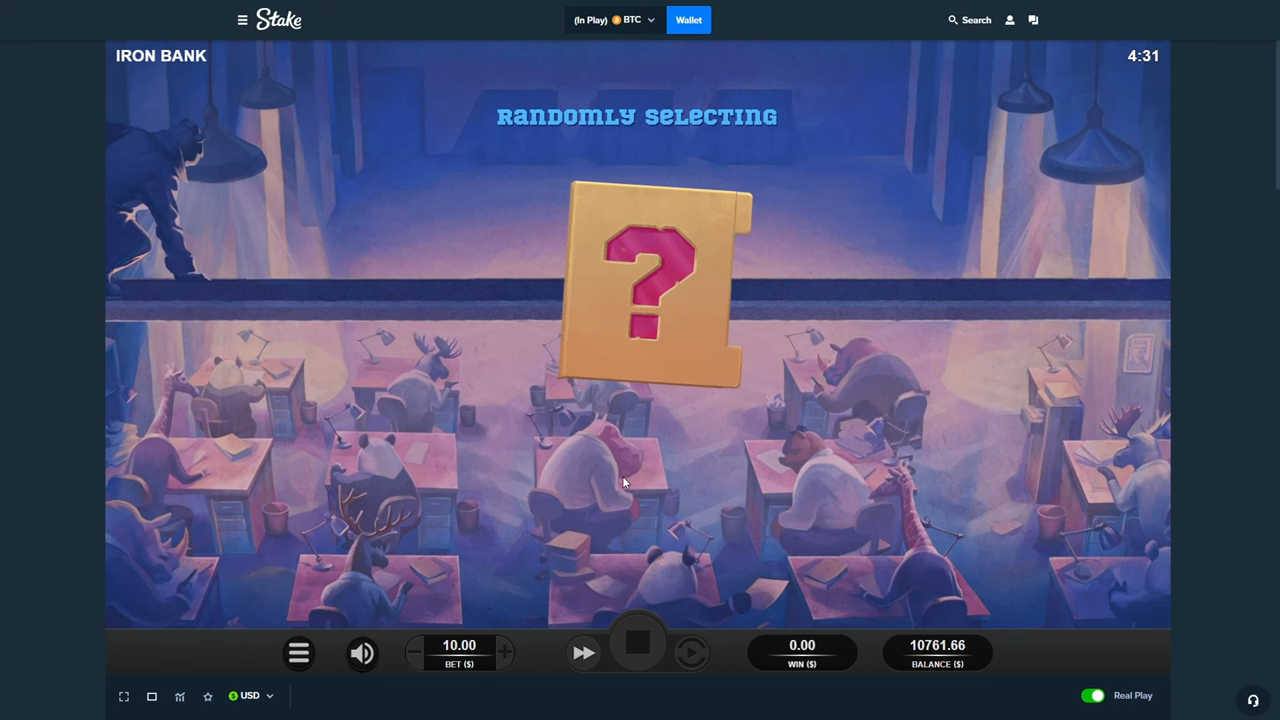 Stake
(In Play) BTC
Wallet
Search
IRON BANK
4:31
RANDOMLY SELECTING
?
10.00
BET ($)
0.00
WIN ($)
10761.66
BALANCE ($)
$ USD
Real Play